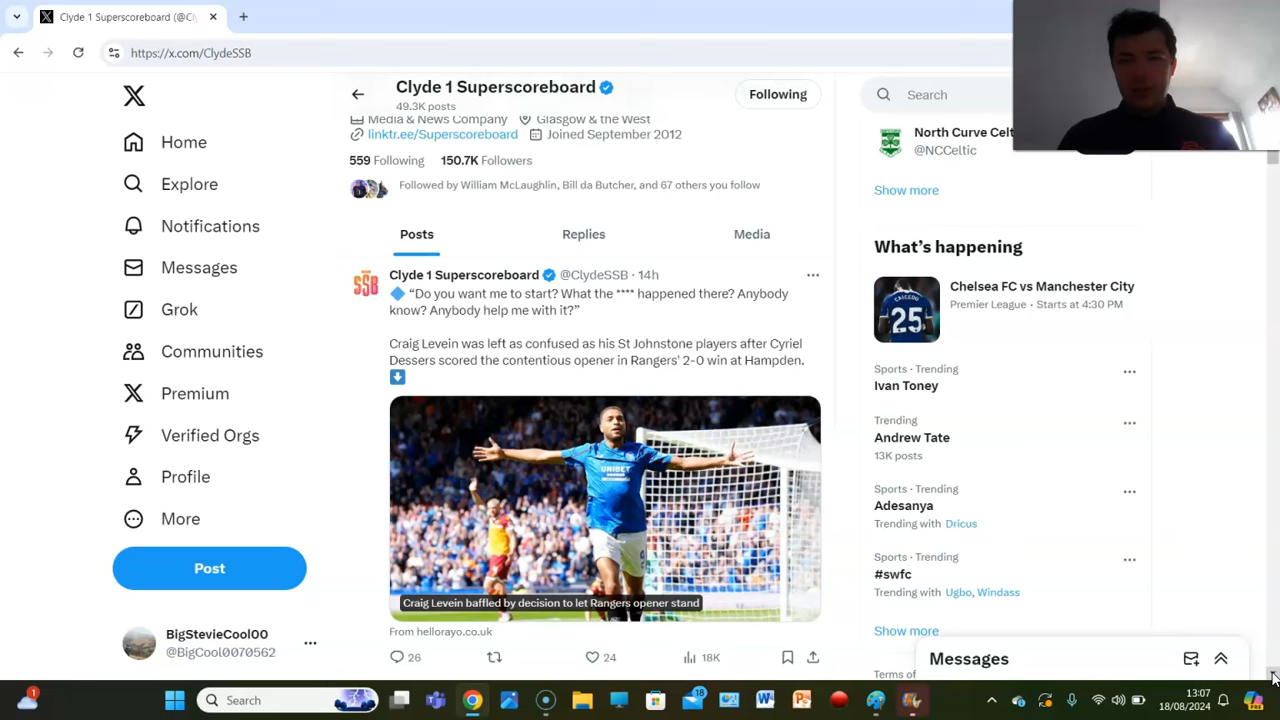 Clyde 1 Superscoreboard (@Cl
https://x.com/ClydeSSB
Clyde 1 Superscoreboard
49.3K posts
Following
Media & News Company Glasgow & the West
linktr.ee/Superscoreboard Joined September 2012
559 Following 150.7K Followers
Followed by William McLaughlin, Bill da Butcher, and 67 others you follow
Posts Replies Media
Clyde 1 Superscoreboard @ClydeSSB · 14h
“Do you want me to start? What the **** happened there? Anybody
know? Anybody help me with it?”
Craig Levein was left as confused as his St Johnstone players after Cyriel
Dessers scored the contentious opener in Rangers' 2-0 win at Hampden.
SSB
UNIBET
Craig Levein baffled by decision to let Rangers opener stand
From hellorayo.co.uk
26 24 18K
Home
Explore
Notifications
Messages
Grok
Communities
Premium
Verified Orgs
Profile
More
Post
BigStevieCool00
@BigCool0070562
Search
North Curve Celt
@NCCeltic
Show more
What’s happening
Chelsea FC vs Manchester City
Premier League · Starts at 4:30 PM
CAICEDO
25
Sports · Trending
Ivan Toney
Trending
Andrew Tate
13K posts
Sports · Trending
Adesanya
Trending with Dricus
Sports · Trending
#swfc
Trending with Ugbo, Windass
Show more
Terms of
Messages
1
Search
18
13:07
18/08/2024
PRE